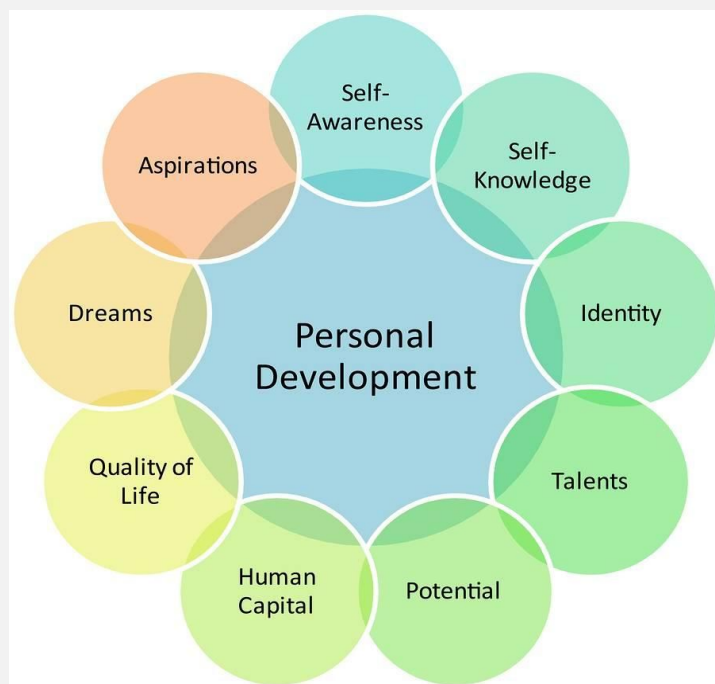 Self-
Awareness
Self-
Knowledge
Identity
Talents
Potential
Human
Capital
Quality of
Life
Dreams
Aspirations
Personal
Development